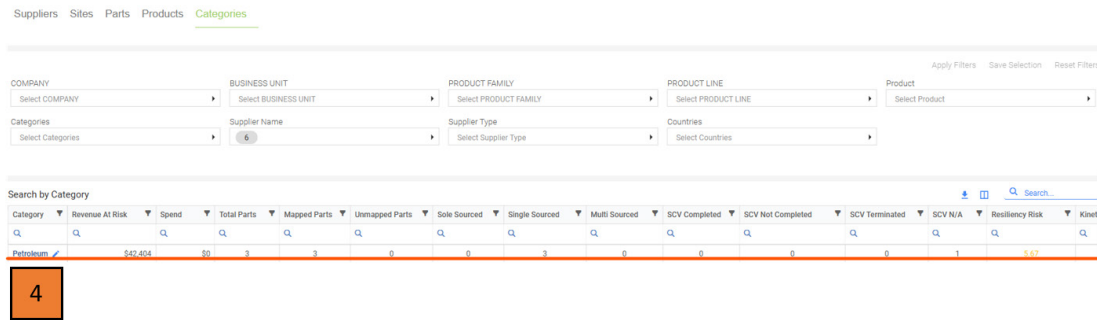 Suppliers Sites Parts Products Categories
Apply Filters Save Selection Reset Filters
COMPANY BUSINESS UNIT PRODUCT FAMILY PRODUCT LINE Product
Select COMPANY Select BUSINESS UNIT Select PRODUCT FAMILY Select PRODUCT LINE Select Product
Categories Supplier Name Supplier Type Countries
Select Categories 6 Select Supplier Type Select Countries
Search by Category Search...
Category Revenue At Risk Spend Total Parts Mapped Parts Unmapped Parts Sole Sourced Single Sourced Multi Sourced SCV Completed SCV Not Completed SCV Terminated SCV N/A Resiliency Risk Kinet
Petroleum $42,404 $0 3 3 0 0 3 0 0 0 0 1 5.67
4